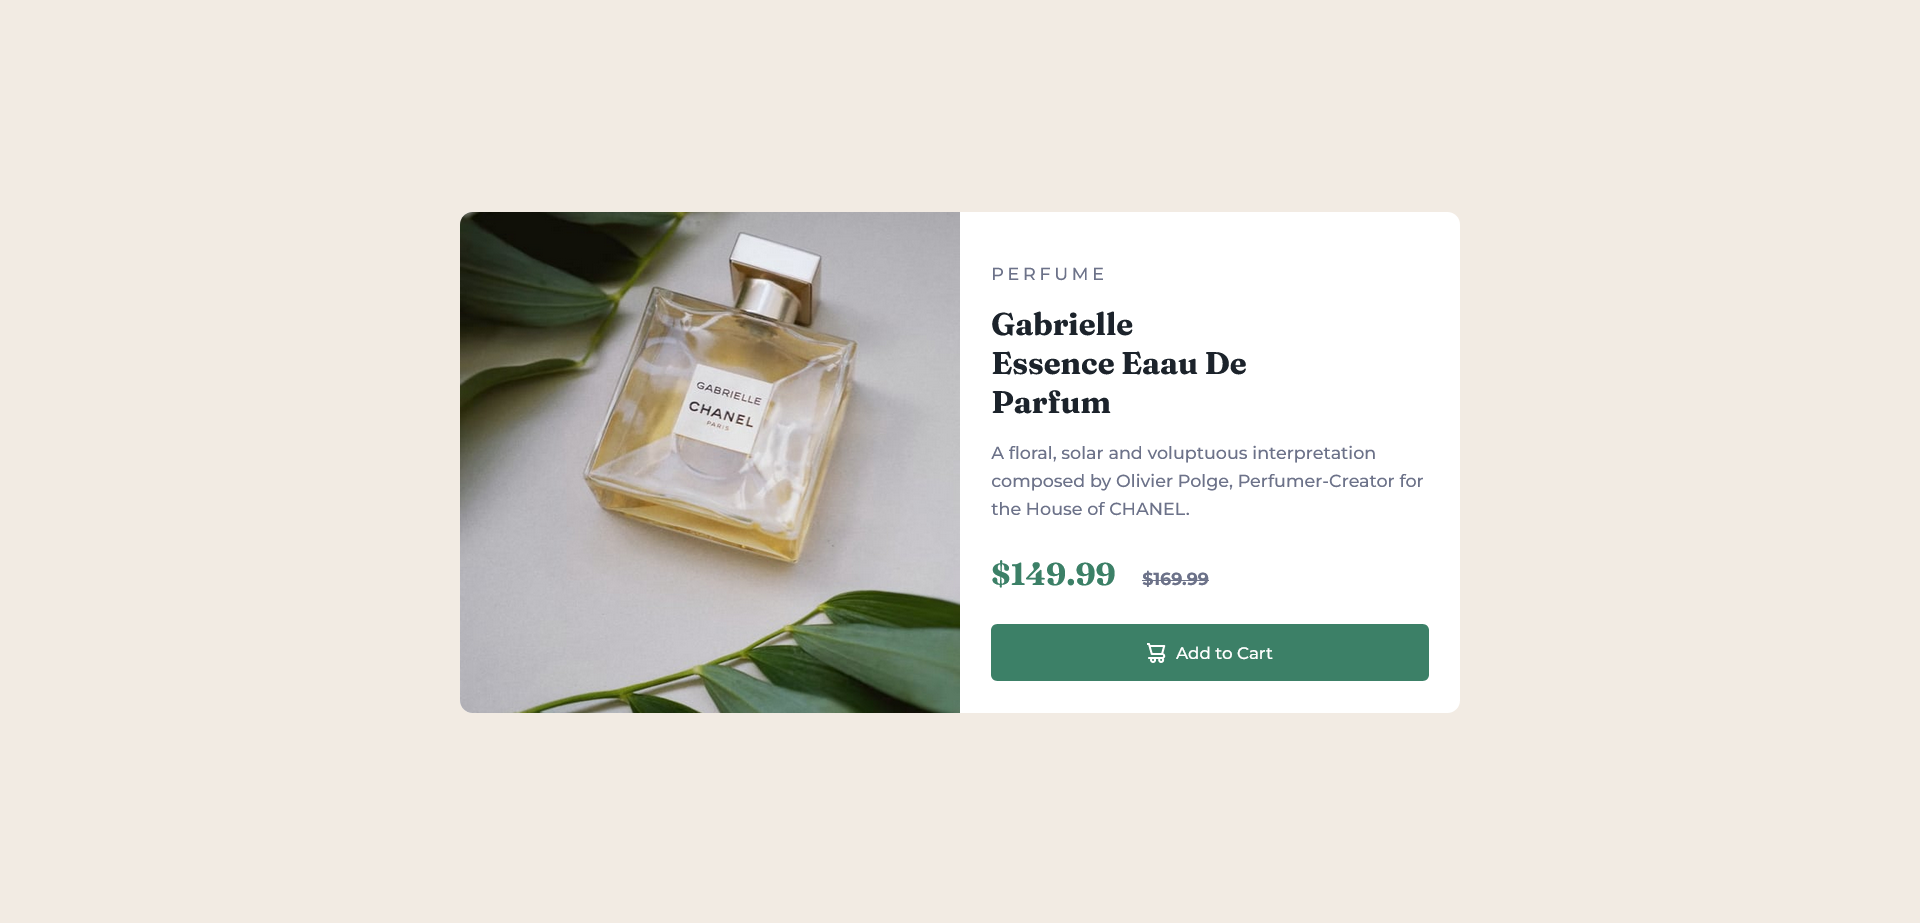 GABRIELLE
CHANEL
PARIS
PERFUME
Gabrielle
Essence Eaau De
Parfum
A floral, solar and voluptuous interpretation
composed by Olivier Polge, Perfumer-Creator for
the House of CHANEL.
$149.99 $169.99
Add to Cart